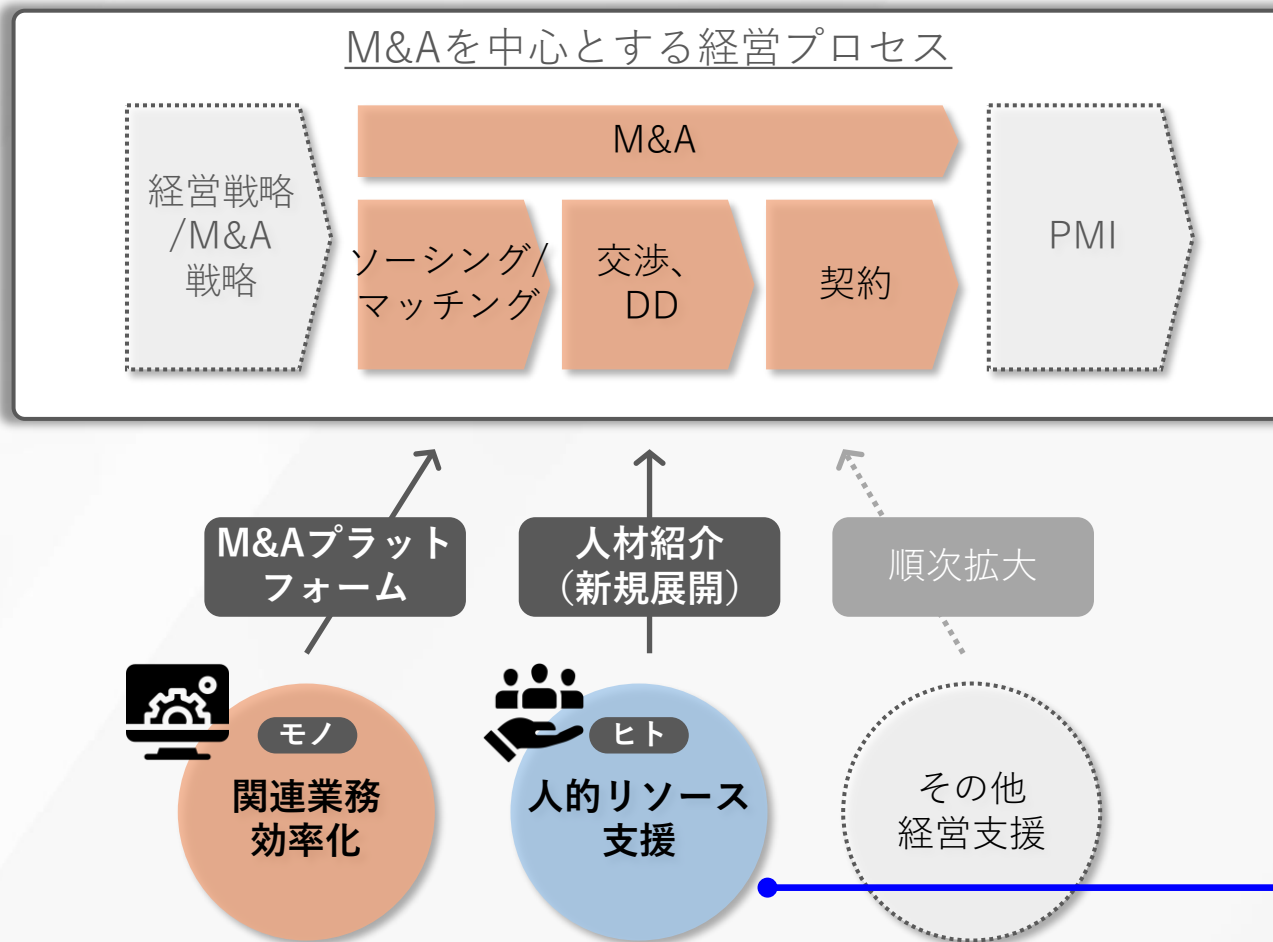 M&Aを中心とする経営プロセス
経営戦略
/M&A
戦略
M&A
ソーシング/
マッチング
交渉、
DD
契約
PMI
M&Aプラット
フォーム
人材紹介
(新規展開)
順次拡大
モノ
関連業務
効率化
ヒト
人的リソース
支援
その他
経営支援